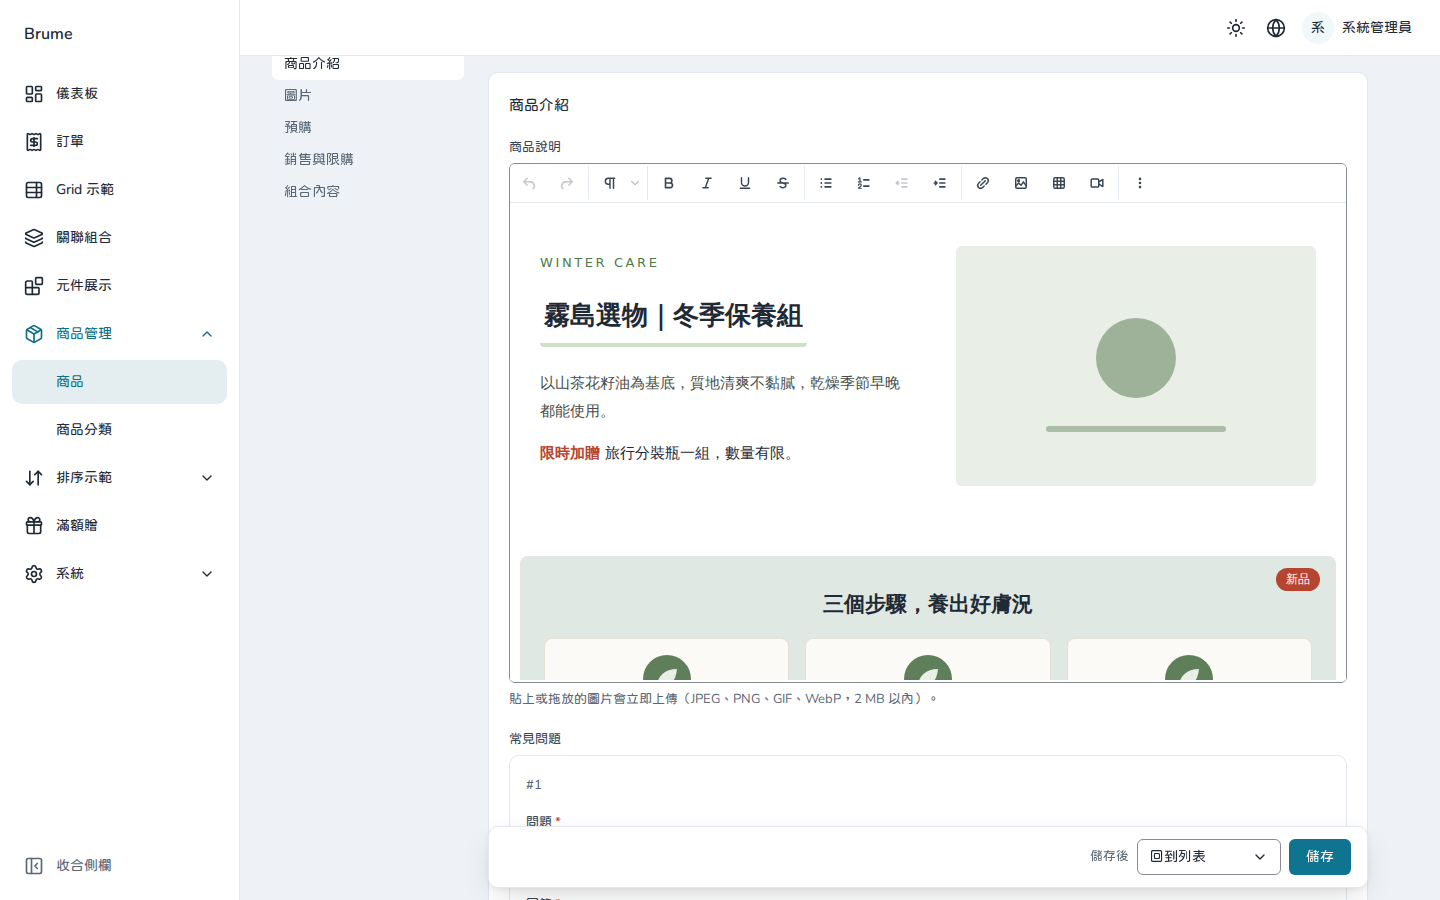 Brume
系
系統管理員
儀表板
訂單
Grid 示範
關聯組合
元件展示
商品管理
商品
商品分類
排序示範
滿額贈
系統
收合側欄
商品介紹
圖片
預購
銷售與限購
組合內容
商品介紹
商品說明
WINTER CARE
霧島選物｜冬季保養組
以山茶花籽油為基底，質地清爽不黏膩，乾燥季節早晚
都能使用。
限時加贈 旅行分裝瓶一組，數量有限。
新品
三個步驟，養出好膚況
貼上或拖放的圖片會立即上傳（JPEG、PNG、GIF、WebP，2 MB 以內）。
常見問題
#1
問題 *
儲存後
回到列表
儲存